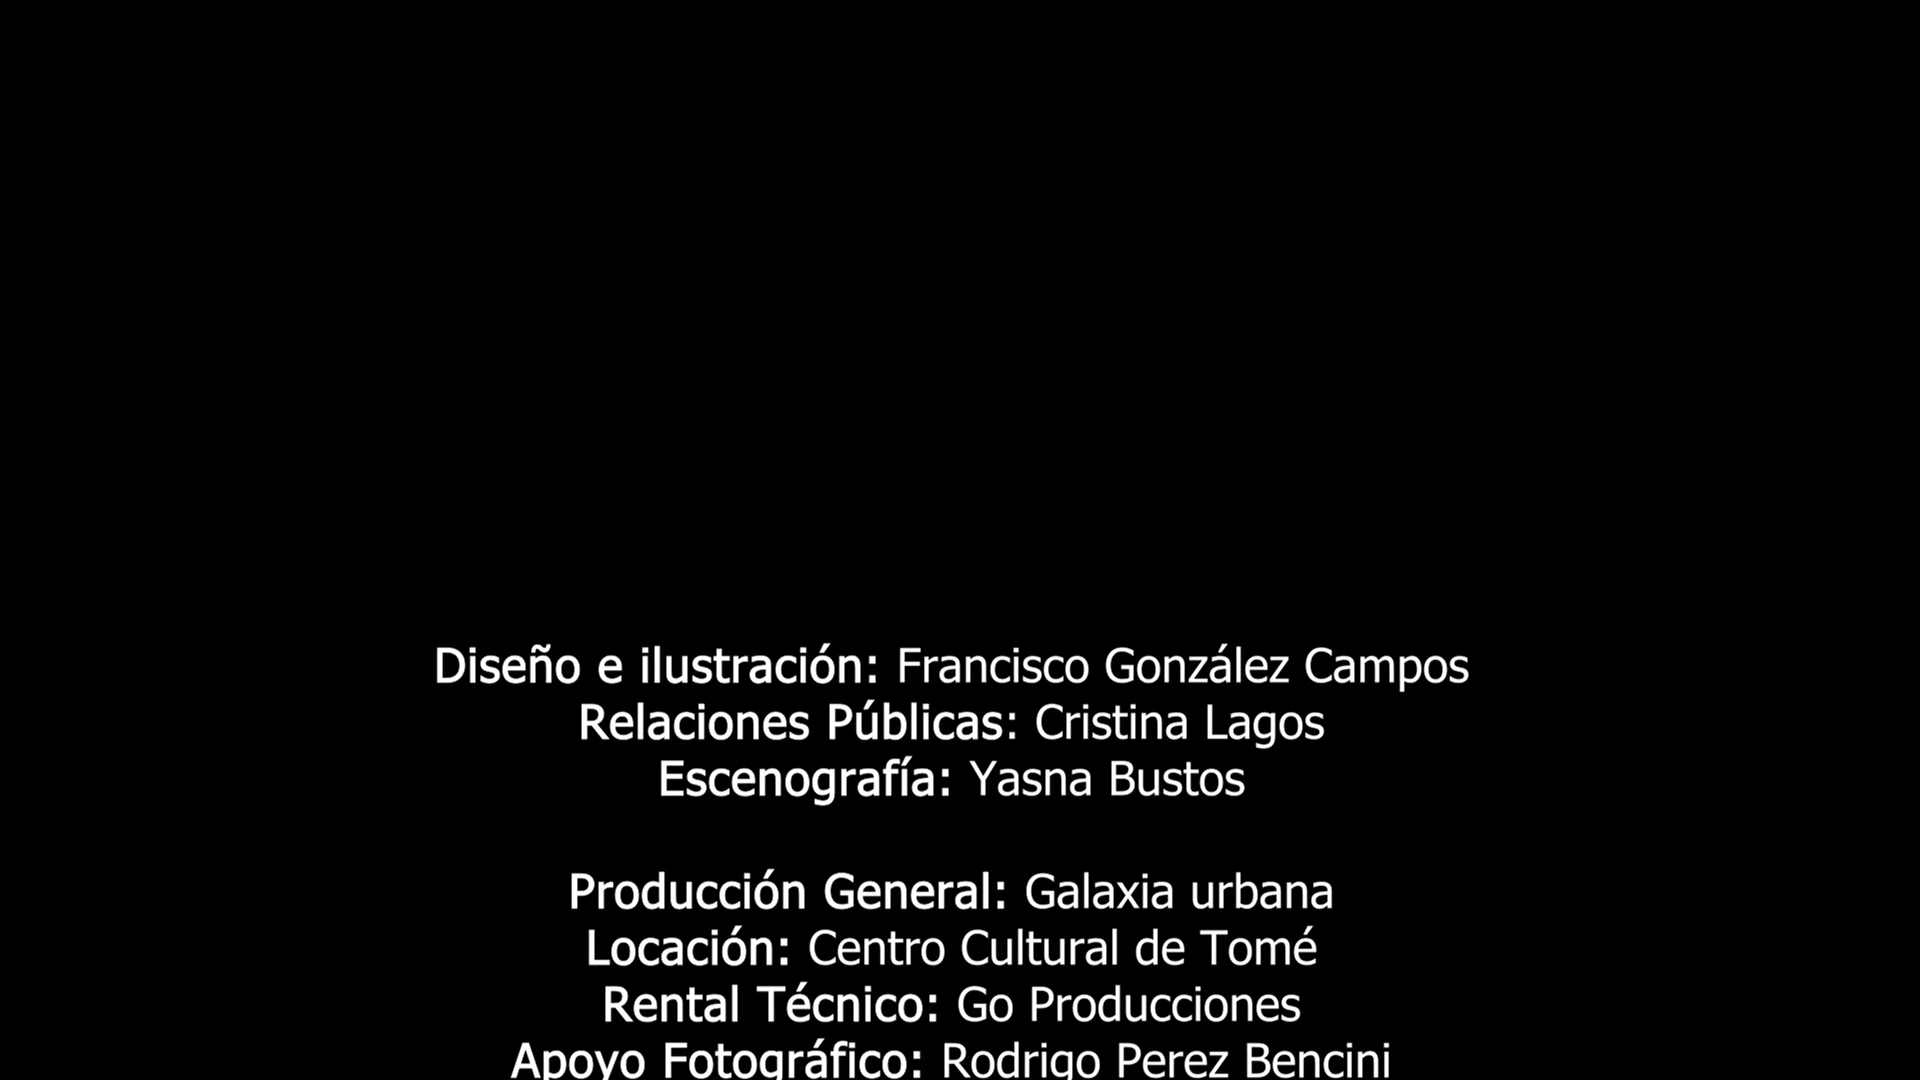 Diseño e ilustración: Francisco González Campos
Relaciones Públicas: Cristina Lagos
Escenografía: Yasna Bustos
Producción General: Galaxia urbana
Locación: Centro Cultural de Tomé
Rental Técnico: Go Producciones
Apoyo Fotográfico: Rodrigo Perez Bencini